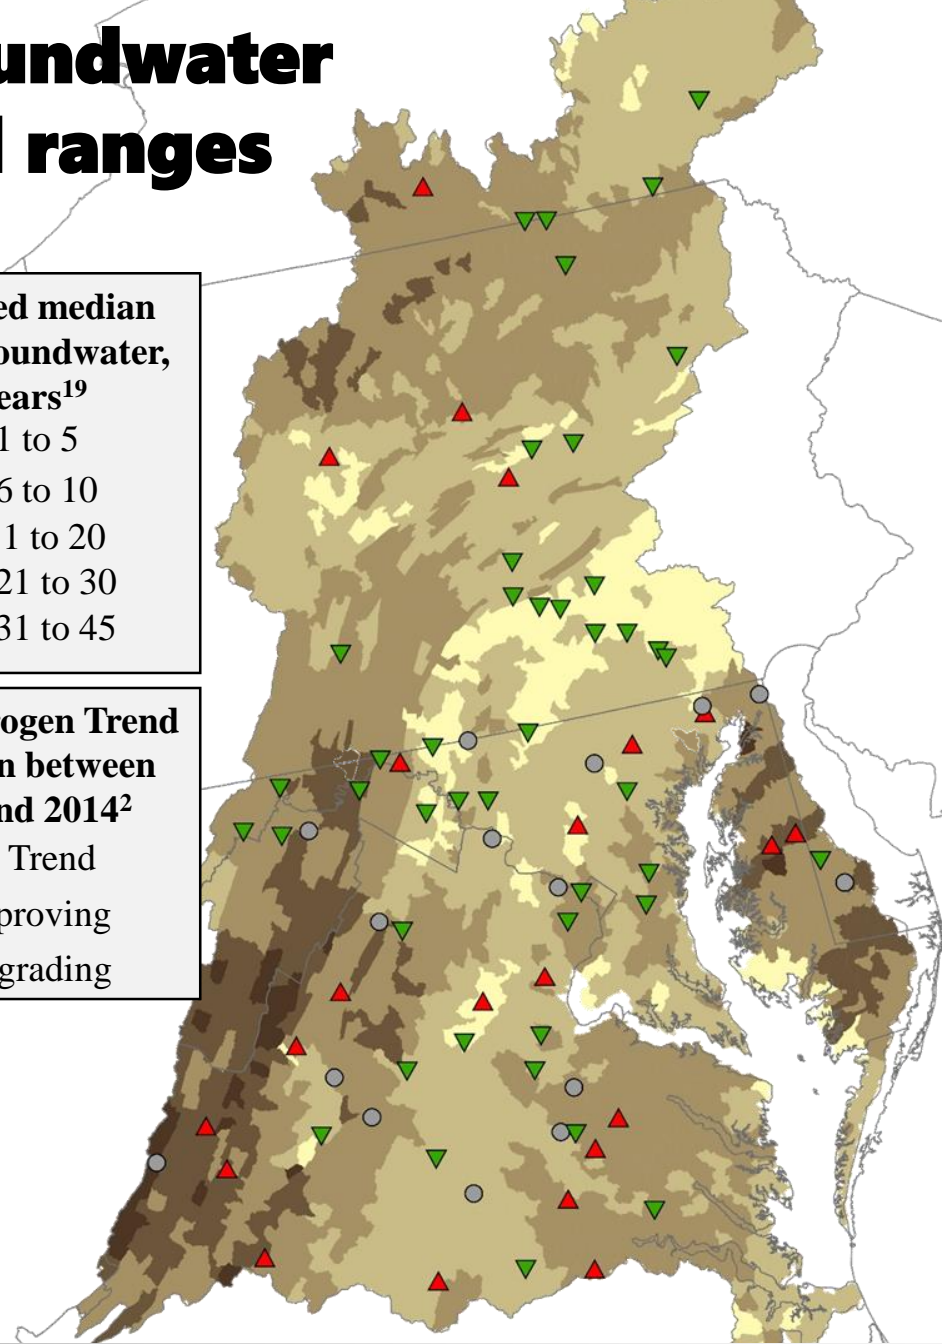 undwater
l ranges
ed median
oundwater,
ears¹⁹
1 to 5
6 to 10
1 to 20
21 to 30
31 to 45
ogen Trend
n between
nd 2014²
Trend
proving
grading